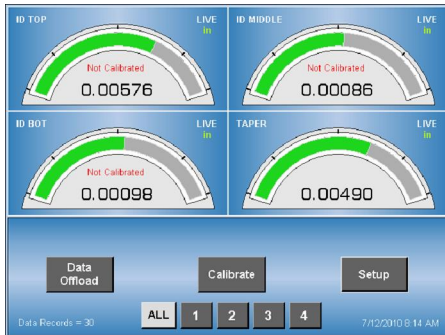 ID TOP LIVE
in
Not Calibrated
0.00576
ID MIDDLE LIVE
in
Not Calibrated
0.00086
ID BOT LIVE
in
Not Calibrated
0.00098
TAPER LIVE
in
0.00490
Data
Offload
Calibrate
Setup
Data Records = 30
ALL 1 2 3 4
7/12/2010 8:14 AM